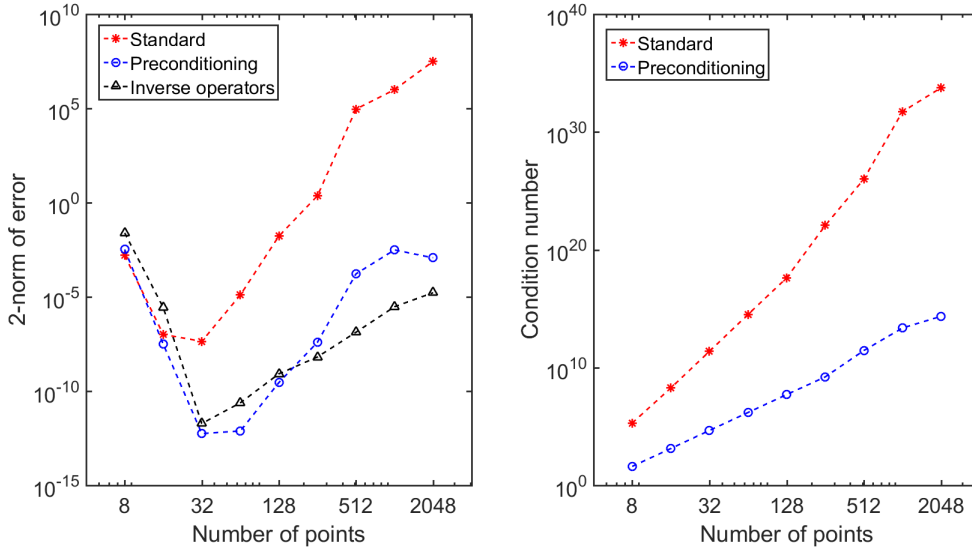 10^10
10^5
10^0
10^-5
10^-10
10^-15
2-norm of error
Standard
Preconditioning
Inverse operators
8 32 128 512 2048
Number of points
10^40
10^30
10^20
10^10
10^0
Condition number
Standard
Preconditioning
8 32 128 512 2048
Number of points